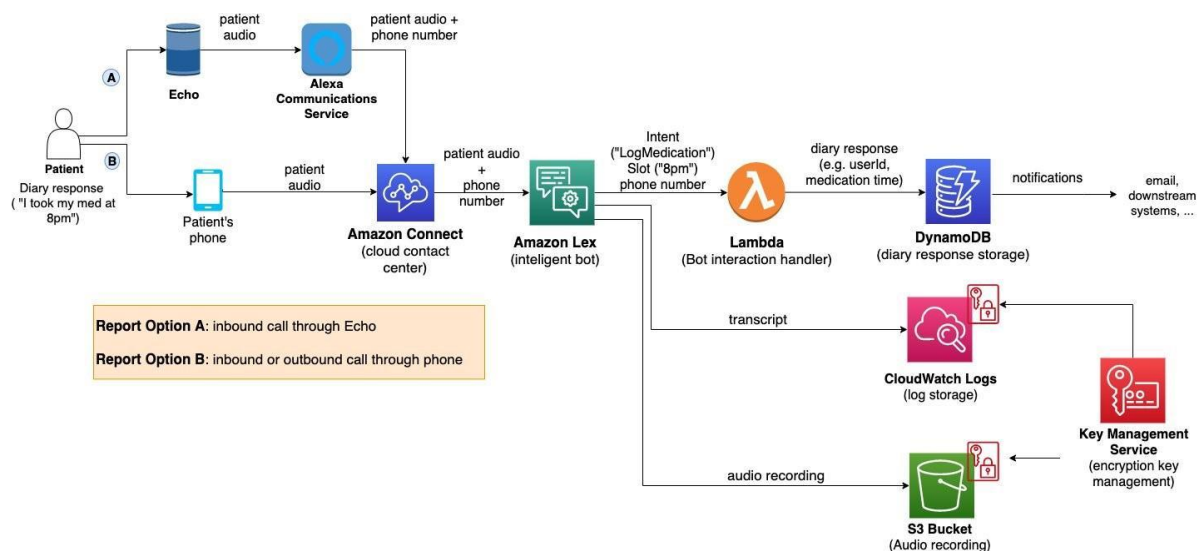 patient
audio
patient audio +
phone number
A
Echo
Alexa
Communications
Service
Patient
Diary response
( "I took my med at
8pm")
B
Patient's
phone
patient
audio
Amazon Connect
(cloud contact
center)
patient audio
+
phone
number
Amazon Lex
(inteligent bot)
Intent
("LogMedication")
Slot ("8pm")
phone number
Lambda
(Bot interaction handler)
diary response
(e.g. userId,
medication time)
DynamoDB
(diary response storage)
notifications
email,
downstream
systems, ...
Report Option A: inbound call through Echo
Report Option B: inbound or outbound call through phone
transcript
CloudWatch Logs
(log storage)
Key Management
Service
(encryption key
management)
audio recording
S3 Bucket
(Audio recording)